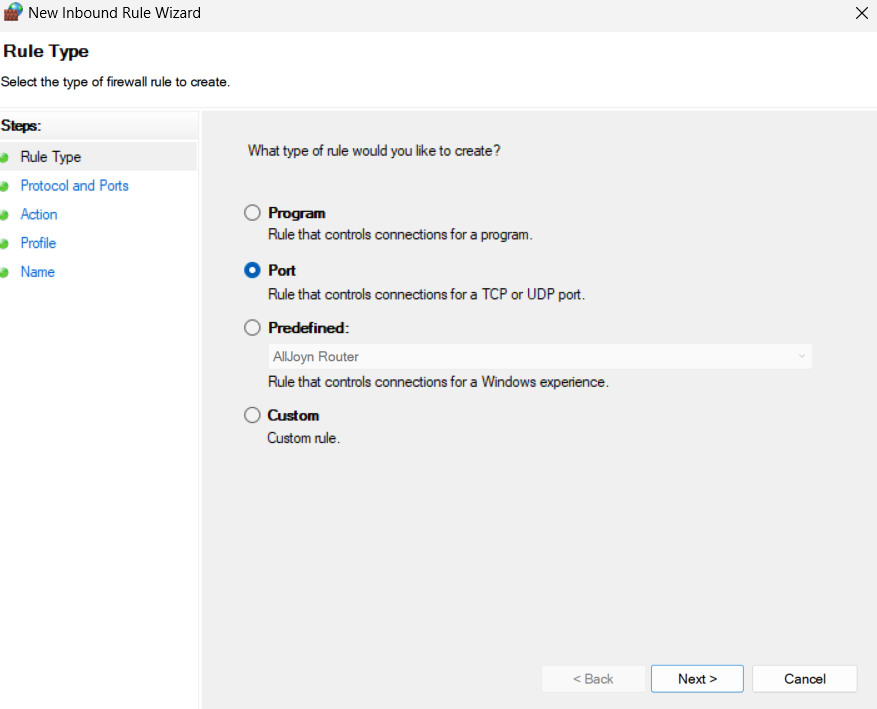 New Inbound Rule Wizard
Rule Type
Select the type of firewall rule to create.
Steps:
Rule Type
Protocol and Ports
Action
Profile
Name
What type of rule would you like to create?
Program
Rule that controls connections for a program.
Port
Rule that controls connections for a TCP or UDP port.
Predefined:
AllJoyn Router
Rule that controls connections for a Windows experience.
Custom
Custom rule.
< Back
Next >
Cancel